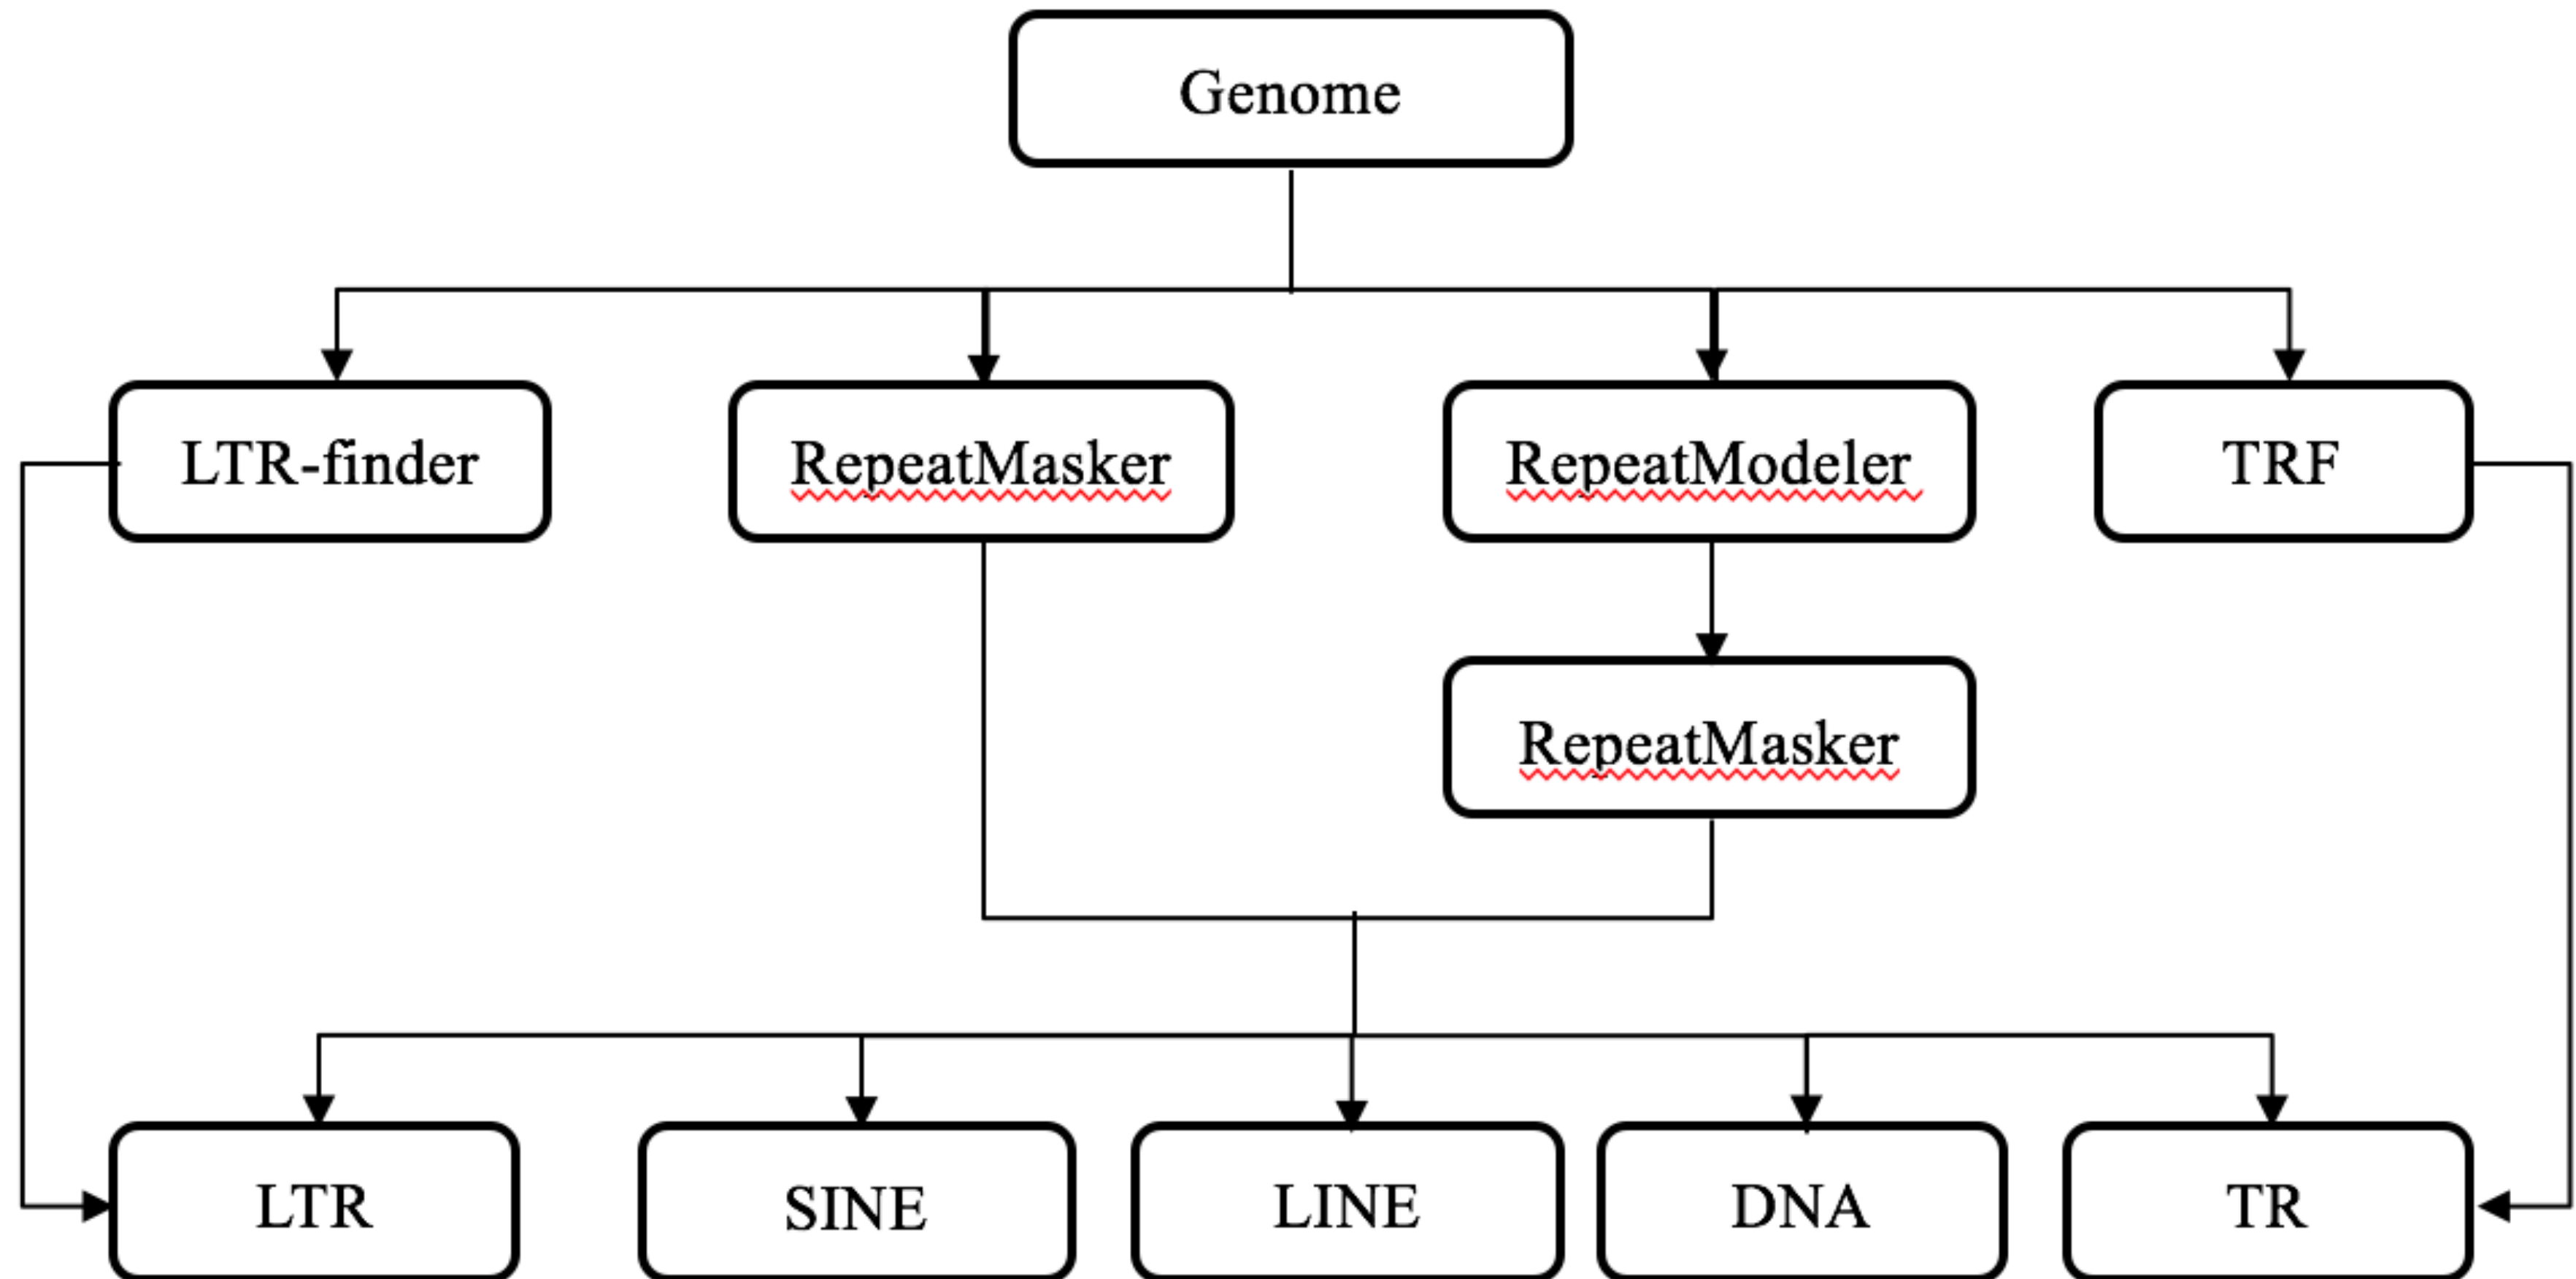 Genome
LTR-finder
RepeatMasker
RepeatModeler
TRF
RepeatMasker
LTR
SINE
LINE
DNA
TR